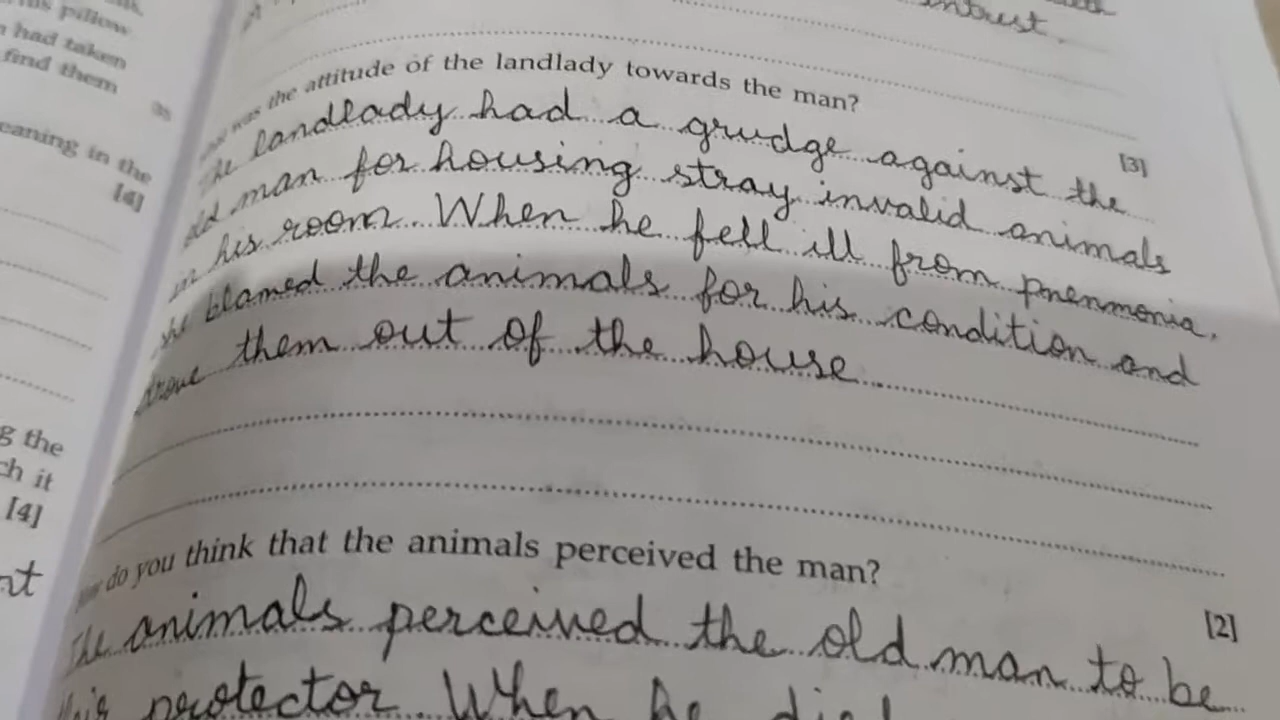 his pillow
had taken
find them
eaning in the
[4]
g the
ch it
[4]
nt
intrust.
was the attitude of the landlady towards the man?
[3]
The landlady had a grudge against the
old man for housing stray invalid animals
in his room. When he fell ill from pnenmonia.
she blamed the animals for his condition and
drove them out of the house
How do you think that the animals perceived the man?
[2]
The animals perceived the old man to be
protector. When he